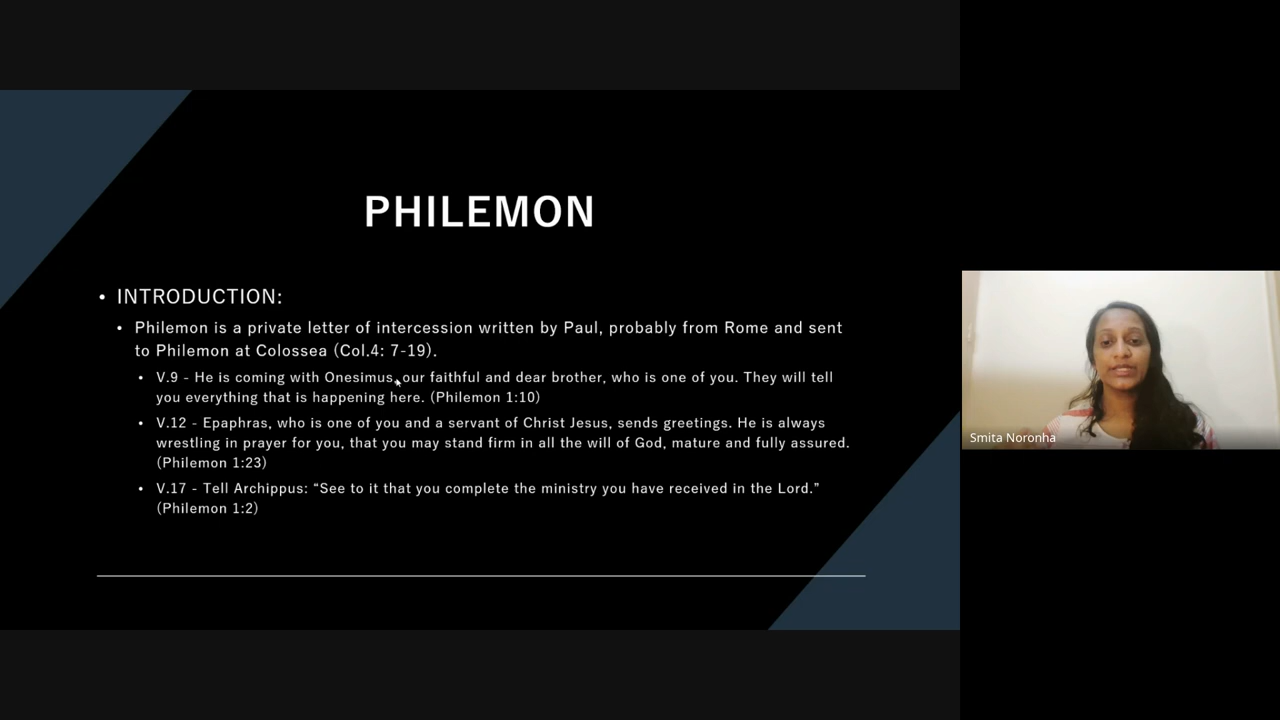 PHILEMON
• INTRODUCTION:
• Philemon is a private letter of intercession written by Paul, probably from Rome and sent
to Philemon at Colossea (Col.4: 7-19).
• V.9 - He is coming with Onesimus, our faithful and dear brother, who is one of you. They will tell
you everything that is happening here. (Philemon 1:10)
• V.12 - Epaphras, who is one of you and a servant of Christ Jesus, sends greetings. He is always
wrestling in prayer for you, that you may stand firm in all the will of God, mature and fully assured.
(Philemon 1:23)
• V.17 - Tell Archippus: “See to it that you complete the ministry you have received in the Lord.”
(Philemon 1:2)
Smita Noronha